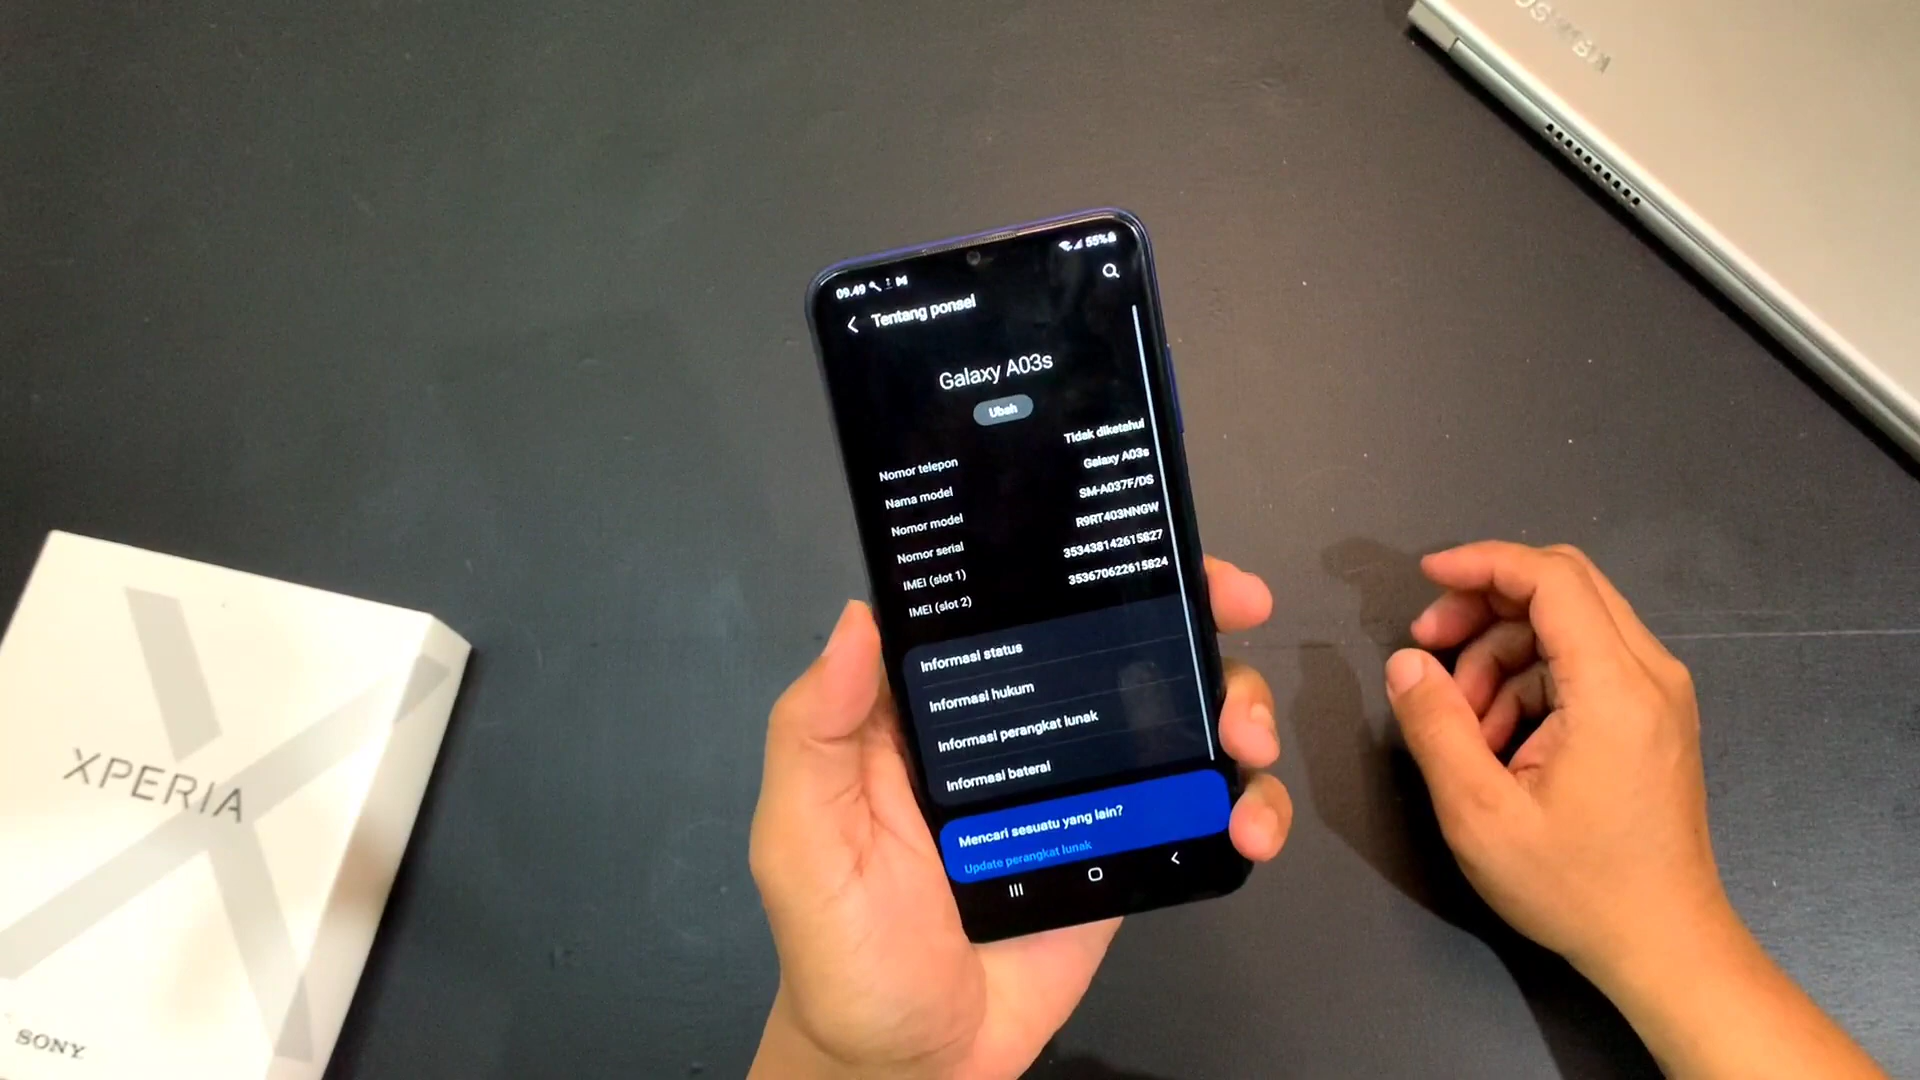 09.49
55%
Tentang ponsel
Galaxy A03s
Ubah
Nomor telepon Tidak diketahui
Nama model Galaxy A03s
Nomor model SM-A037F/DS
Nomor serial R9RT403NNGW
IMEI (slot 1) 353438142615827
IMEI (slot 2) 353670622615824
Informasi status
Informasi hukum
Informasi perangkat lunak
Informasi baterai
Mencari sesuatu yang lain?
Update perangkat lunak
XPERIA
SONY